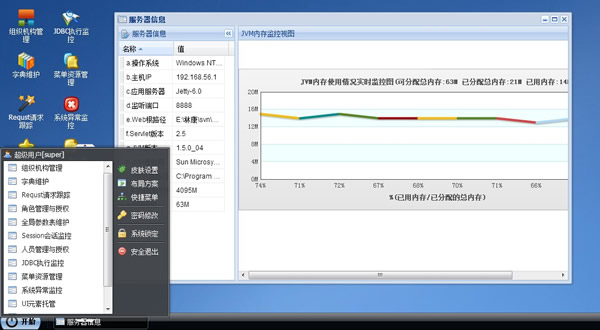 组织机构管理
JDBC执行监控
字典维护
菜单资源管理
Requst请求跟踪
系统异常监控
服务器信息
服务器信息
名称
值
a.操作系统
Windows NT...
b.主机IP
192.168.56.1
c.应用服务器
Jetty-6.0
d.监听端口
8888
e.Web根路径
f.Servlet版本
2.5
1.5.0_04
Sun Microsy...
C:\Program ...
4095M
63M
JVM内存监控视图
JVM内存使用情况实时监控图(可分配总内存:63M 已分配总内存:21M 已用内存:14
20M
16M
12M
8M
4M
0M
74%
71%
72%
67%
68%
70%
71%
66%
%(已用内存/已分配的总内存)
超级用户[super]
组织机构管理
字典维护
Requst请求跟踪
角色管理与授权
全局参数表维护
Session会话监控
人员管理与授权
JDBC执行监控
菜单资源管理
系统异常监控
UI元素托管
皮肤设置
布局方案
快捷菜单
密码修改
系统锁定
安全退出
开始
服务器信息